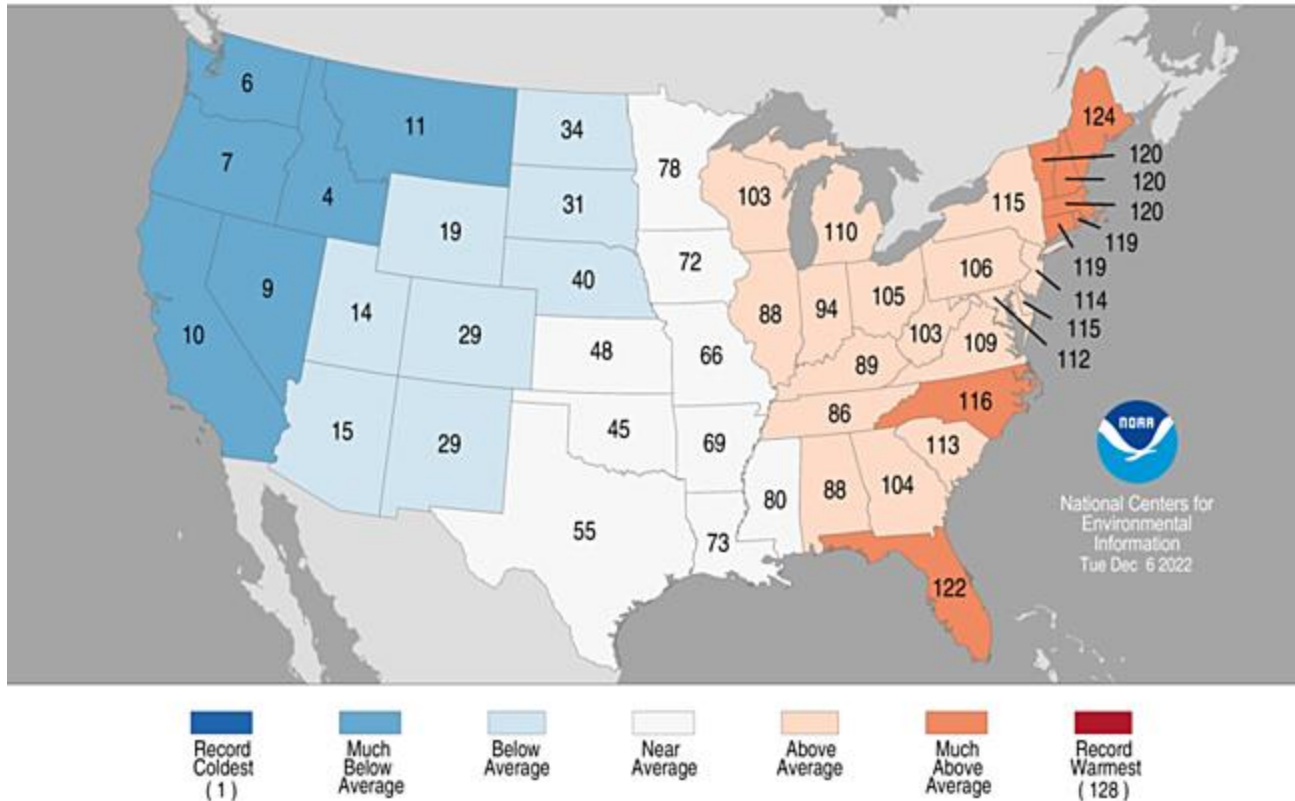 6
11
34
78
124
7
4
120
120
103
115
31
110
120
19
119
72
119
9
40
106
14
88
94
105
114
10
29
103
115
48
109
112
66
89
116
86
15
29
45
69
113
NOAA
80
88
104
National Centers for
Environmental
Information
Tue Dec 6 2022
55
73
122
Record
Coldest
(1)
Much
Below
Average
Below
Average
Near
Average
Above
Average
Much
Above
Average
Record
Warmest
(128)